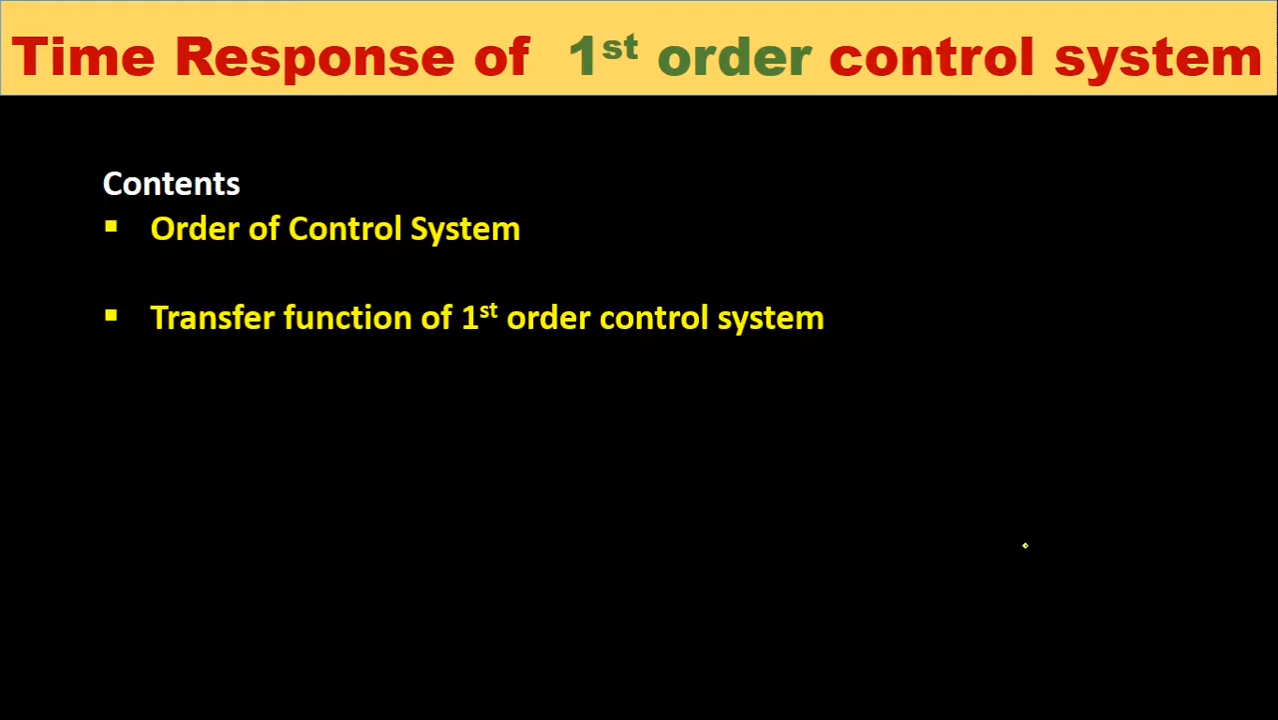 Time Response of 1st order control system
Contents
▪ Order of Control System
▪ Transfer function of 1st order control system